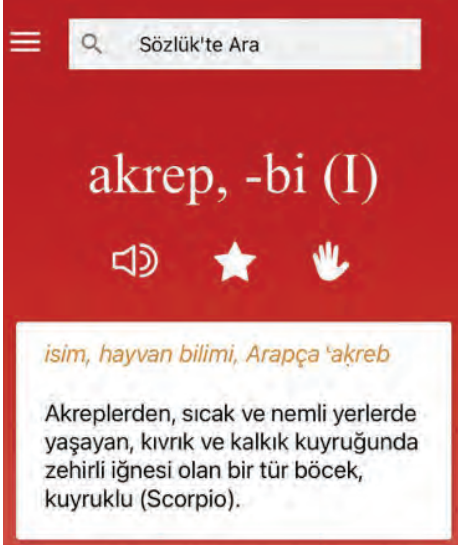 Sözlük'te Ara
akrep, -bi (I)
isim, hayvan bilimi, Arapça ʿaḳreb
Akreplerden, sıcak ve nemli yerlerde
yaşayan, kıvrık ve kalkık kuyruğunda
zehirli iğnesi olan bir tür böcek,
kuyruklu (Scorpio).